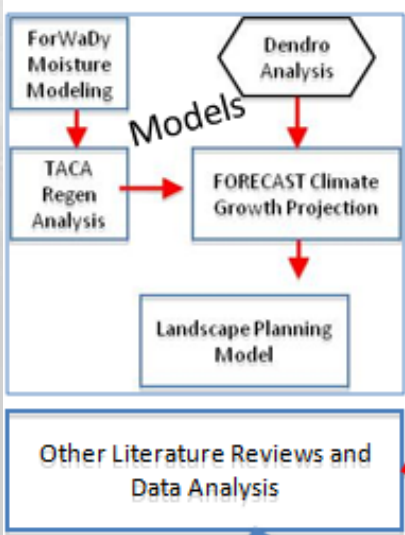 ForWaDy
Moisture
Modeling
Dendro
Analysis
Models
TACA
Regen
Analysis
FORECAST Climate
Growth Projection
Landscape Planning
Model
Other Literature Reviews and
Data Analysis